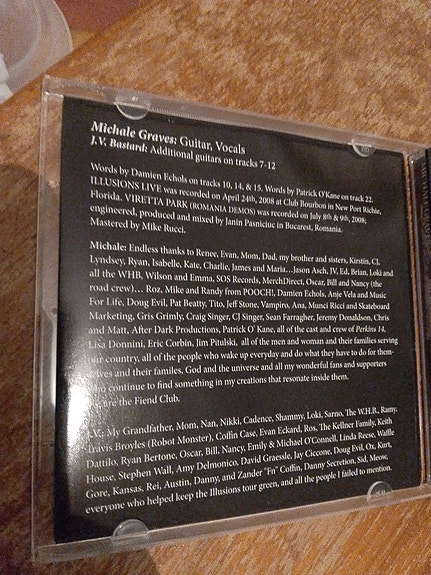 Michale Graves: Guitar, Vocals
J.V. Bastard: Additional guitars on tracks 7-12
Words by Damien Echols on tracks 10, 14, & 15. Words by Patrick O'Kane on track 22.
ILLUSIONS LIVE was recorded on April 24th, 2008 at Club Bourbon in New Port Richie,
Florida. VIRETTA PARK (ROMANIA DEMOS) was recorded on July 8th & 9th, 2008;
engineered, produced and mixed by Janin Pasniciuc in Bucarest, Romania.
Mastered by Mike Rucci.
Michale: Endless thanks to Renee, Evan, Mom, Dad, my brother and sisters, Kirstin, CJ,
Lyndsey, Ryan, Isabelle, Kate, Charlie, James and Maria...Jason Asch, JV, Ed, Brian, Loki and
all the WHB, Wilson and Emma, SOS Records, MerchDirect, Oscar, Bill and Nancy (the
road crew)... Roz, Mike and Randy from POOCH!, Damien Echols, Anje Vela and Music
For Life, Doug Evil, Pat Beatty, Tito, Jeff Stone, Vampiro, Ana, Munci Ricci and Skateboard
Marketing, Gris Grimly, Craig Singer, CJ Singer, Sean Farragher, Jeremy Donaldson, Chris
and Matt, After Dark Productions, Patrick O' Kane, all of the cast and crew of Perkins 14,
Lisa Donnini, Eric Corbin, Jim Pitulski, all of the men and woman and their families serving
our country, all of people who wake up everyday and do what they have to do for them-
selves and their familes, God and the universe and all my wonderful fans and supporters
who continue to find something in my creations that resonate inside them.
We are the Fiend Club.
J.V.: My Grandfather, Mom, Nan, Nikki, Cadence, Shammy, Loki, Sarno, The W.H.B., Ramy,
Travis Broyles (Robot Monster), Coffin Case, Evan Eckard, Ros, The Kellner Family, Keith
Dattilo, Ryan Bertone, Oscar, Bill, Nancy, Emily & Michael O'Connell, Linda Reese, Waffle
House, Stephen Wall, Amy Delmonico, David Graessle, Jay Ciccone, Doug Evil, Ox, Kurt,
Gore, Kansas, Rei, Austin, Danny, and Zander "Fn" Coffin, Danny Secretion, Sid, Meow,
everyone who helped keep the Illusions tour green, and all the people I failed to mention.